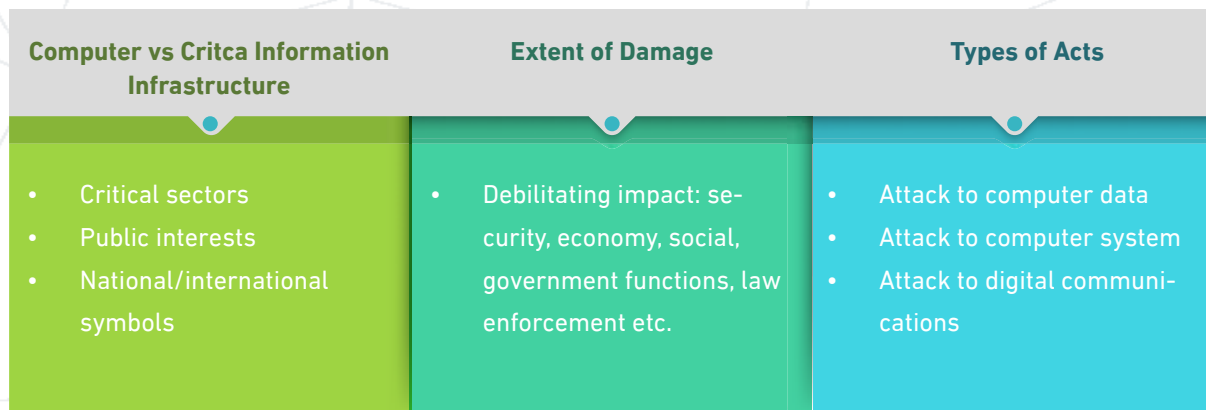 Computer vs Critca Information
Infrastructure
Extent of Damage
Types of Acts
• Critical sectors
• Public interests
• National/international
symbols
• Debilitating impact: se-
curity, economy, social,
government functions, law
enforcement etc.
• Attack to computer data
• Attack to computer system
• Attack to digital communi-
cations